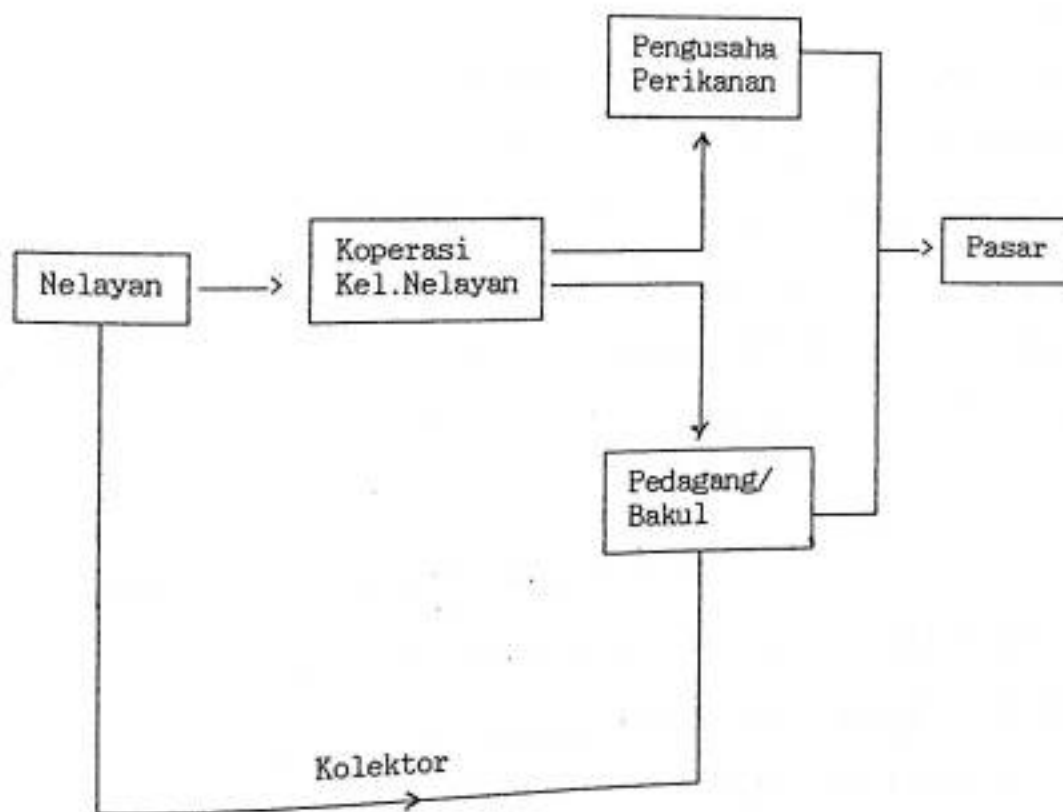 Pengusaha
Perikanan
Koperasi
Kel.Nelayan
Nelayan
Pasar
Pedagang/
Bakul
Kolektor